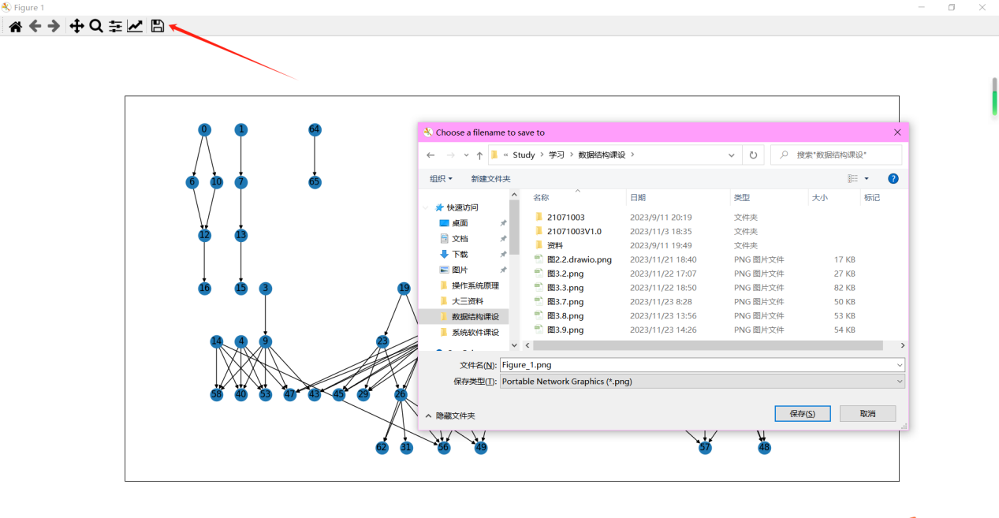 Figure 1
0 1 64
Choose a filename to save to
« Study › 学习 › 数据结构课设 ›
搜索"数据结构课设"
组织 新建文件夹
6 10 7 65
名称 日期 类型 大小 标记
快速访问
桌面
文档
下载
图片
操作系统原理
大三资料
数据结构课设
系统软件课设
21071003 2023/9/11 20:19 文件夹
21071003V1.0 2023/11/3 18:35 文件夹
资料 2023/9/11 19:49 文件夹
图2.2.drawio.png 2023/11/21 18:40 PNG 图片文件 17 KB
图3.2.png 2023/11/22 17:07 PNG 图片文件 27 KB
图3.3.png 2023/11/22 18:50 PNG 图片文件 82 KB
图3.7.png 2023/11/23 8:28 PNG 图片文件 50 KB
图3.8.png 2023/11/23 13:56 PNG 图片文件 53 KB
图3.9.png 2023/11/23 14:26 PNG 图片文件 54 KB
12 13
16 15 3 19
14 4 9 23
文件名(N): Figure_1.png
保存类型(T): Portable Network Graphics (*.png)
58 40 53 47 43 45 29 26
隐藏文件夹
保存(S) 取消
62 31 56 49 57 48